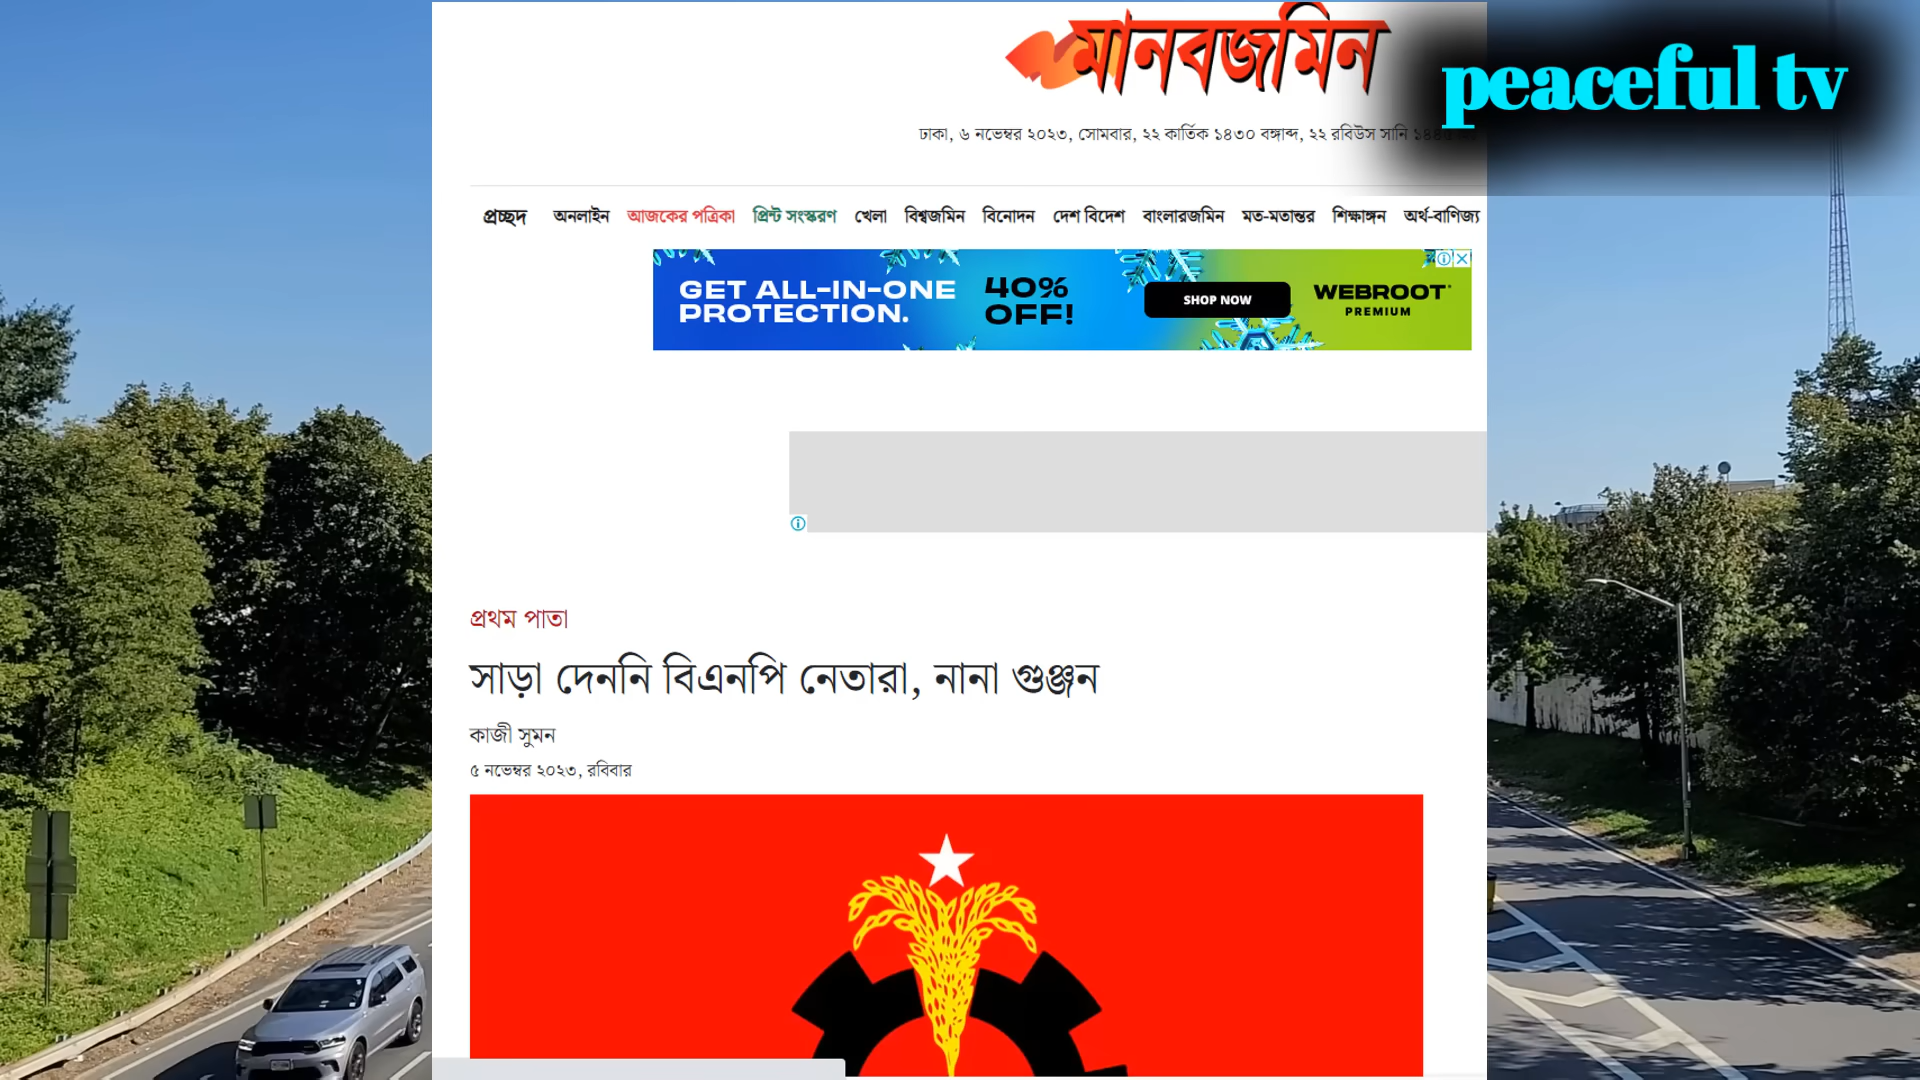 মানবজমিন
peaceful tv
ঢাকা, ৬ নভেম্বর ২০২৩, সোমবার, ২২ কার্তিক ১৪৩০ বঙ্গাব্দ, ২২ রবিউস সানি
প্রচ্ছদ অনলাইন আজকের পত্রিকা প্রিন্ট সংস্করণ খেলা বিশ্বজমিন বিনোদন দেশ বিদেশ বাংলারজমিন মত-মতান্তর শিক্ষাঙ্গন অর্থ-বাণিজ্য
GET ALL-IN-ONE PROTECTION.
40% OFF!
SHOP NOW
WEBROOT
PREMIUM
প্রথম পাতা
সাড়া দেননি বিএনপি নেতারা, নানা গুঞ্জন
কাজী সুমন
৫ নভেম্বর ২০২৩, রবিবার